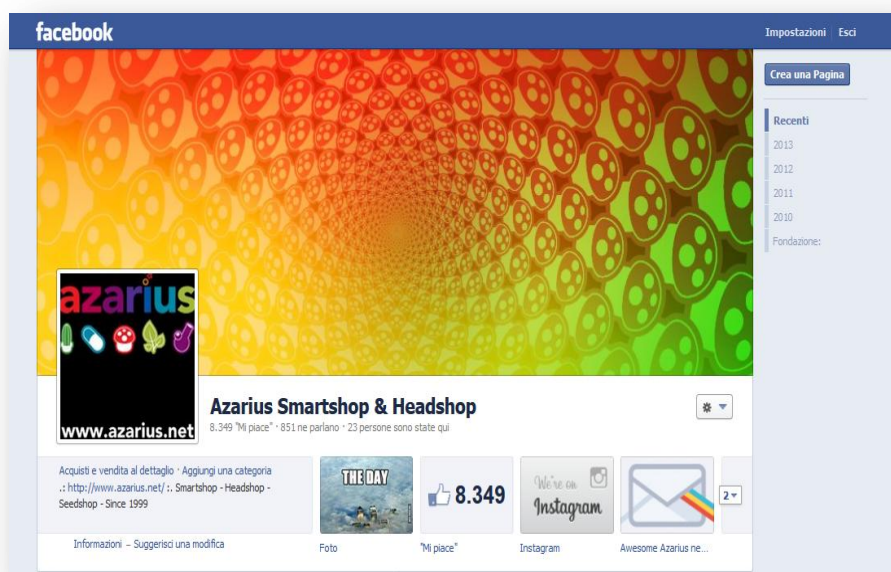 facebook
Impostazioni Esci
Crea una Pagina
Recenti
2013
2012
2011
2010
Fondazione:
azarius
www.azarius.net
Azarius Smartshop & Headshop
8.349 "Mi piace" · 851 ne parlano · 23 persone sono state qui
Acquisti e vendita al dettaglio · Aggiungi una categoria
.: http://www.azarius.net/ :. Smartshop - Headshop -
Seedshop - Since 1999
Informazioni – Suggerisci una modifica
THE DAY
Foto
8.349
"Mi piace"
We're on
Instagram
Instagram
Awesome Azarius ne...
2